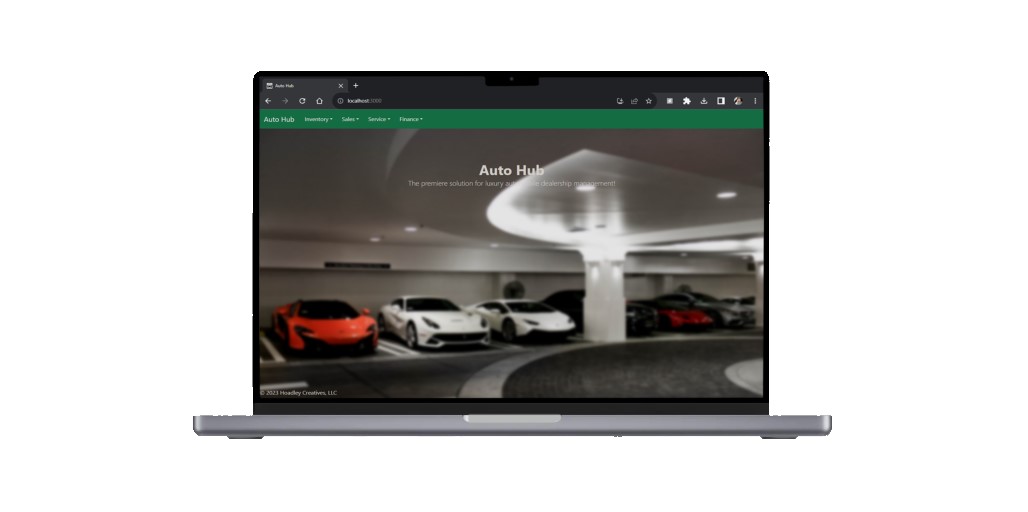 Auto Hub
localhost:3000
Auto Hub Inventory Sales Service Finance
Auto Hub
The premiere solution for luxury automotive dealership management!
© 2023 Hoadley Creatives, LLC